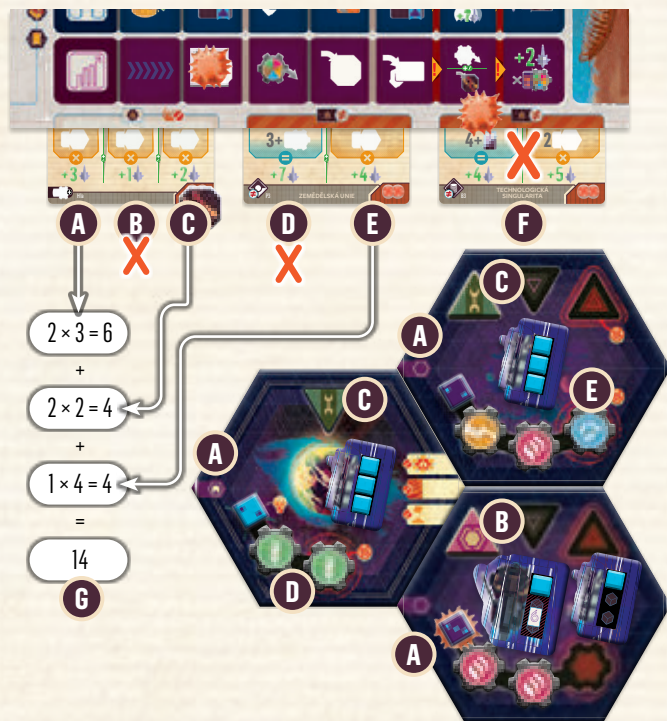 +2
×
3+
4+
2
+3
+1
+2
+7
+4
+4
+5
ZEMĚDĚLSKÁ UNIE
TECHNOLOGICKÁ
SINGULARITA
A
B
C
D
E
F
X
X
X
2 × 3 = 6
+
2 × 2 = 4
+
1 × 4 = 4
=
14
G
C
A
E
C
A
D
B
A